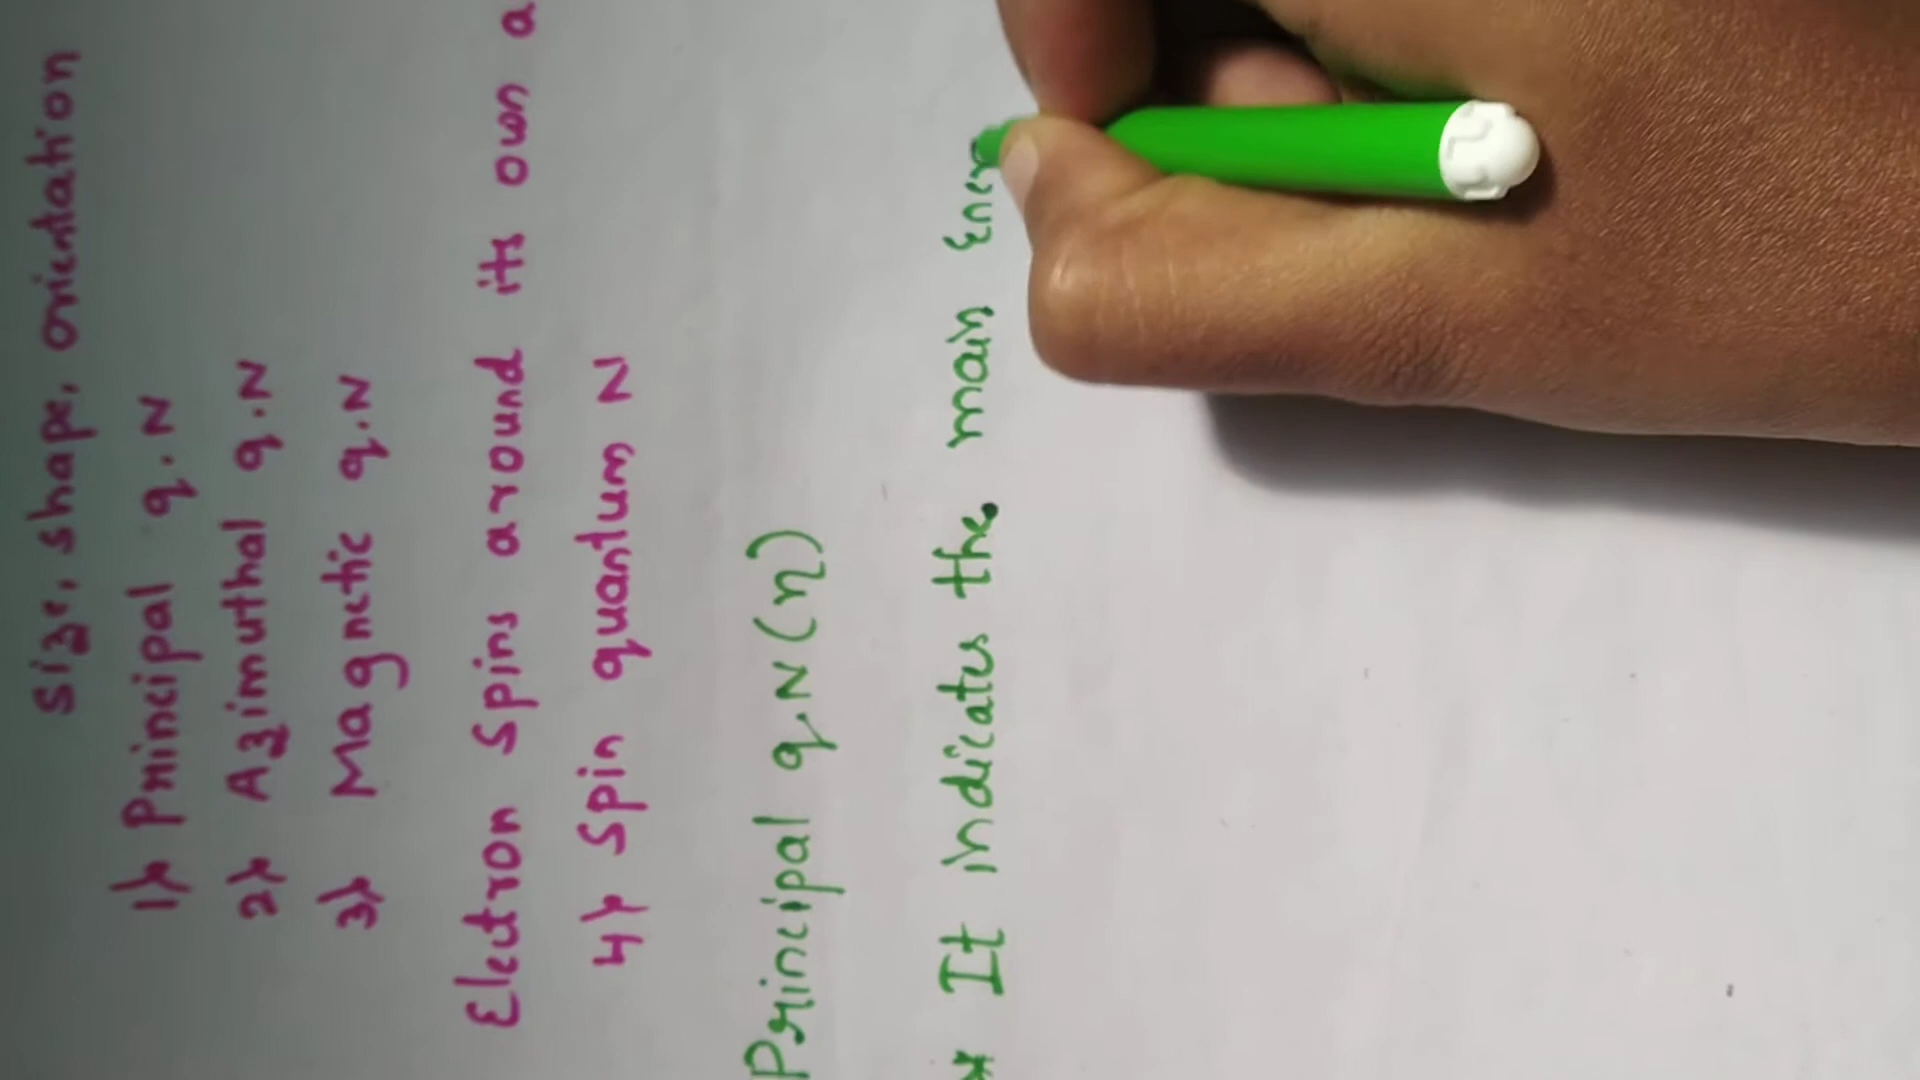 size, shape, orientation
1) Principal q.N
2) Azimuthal q.N
3) Magnetic q.N
Electron spins around its own a
4) Spin quantum N
Principal q.N (n)
* It indicates the main Ener